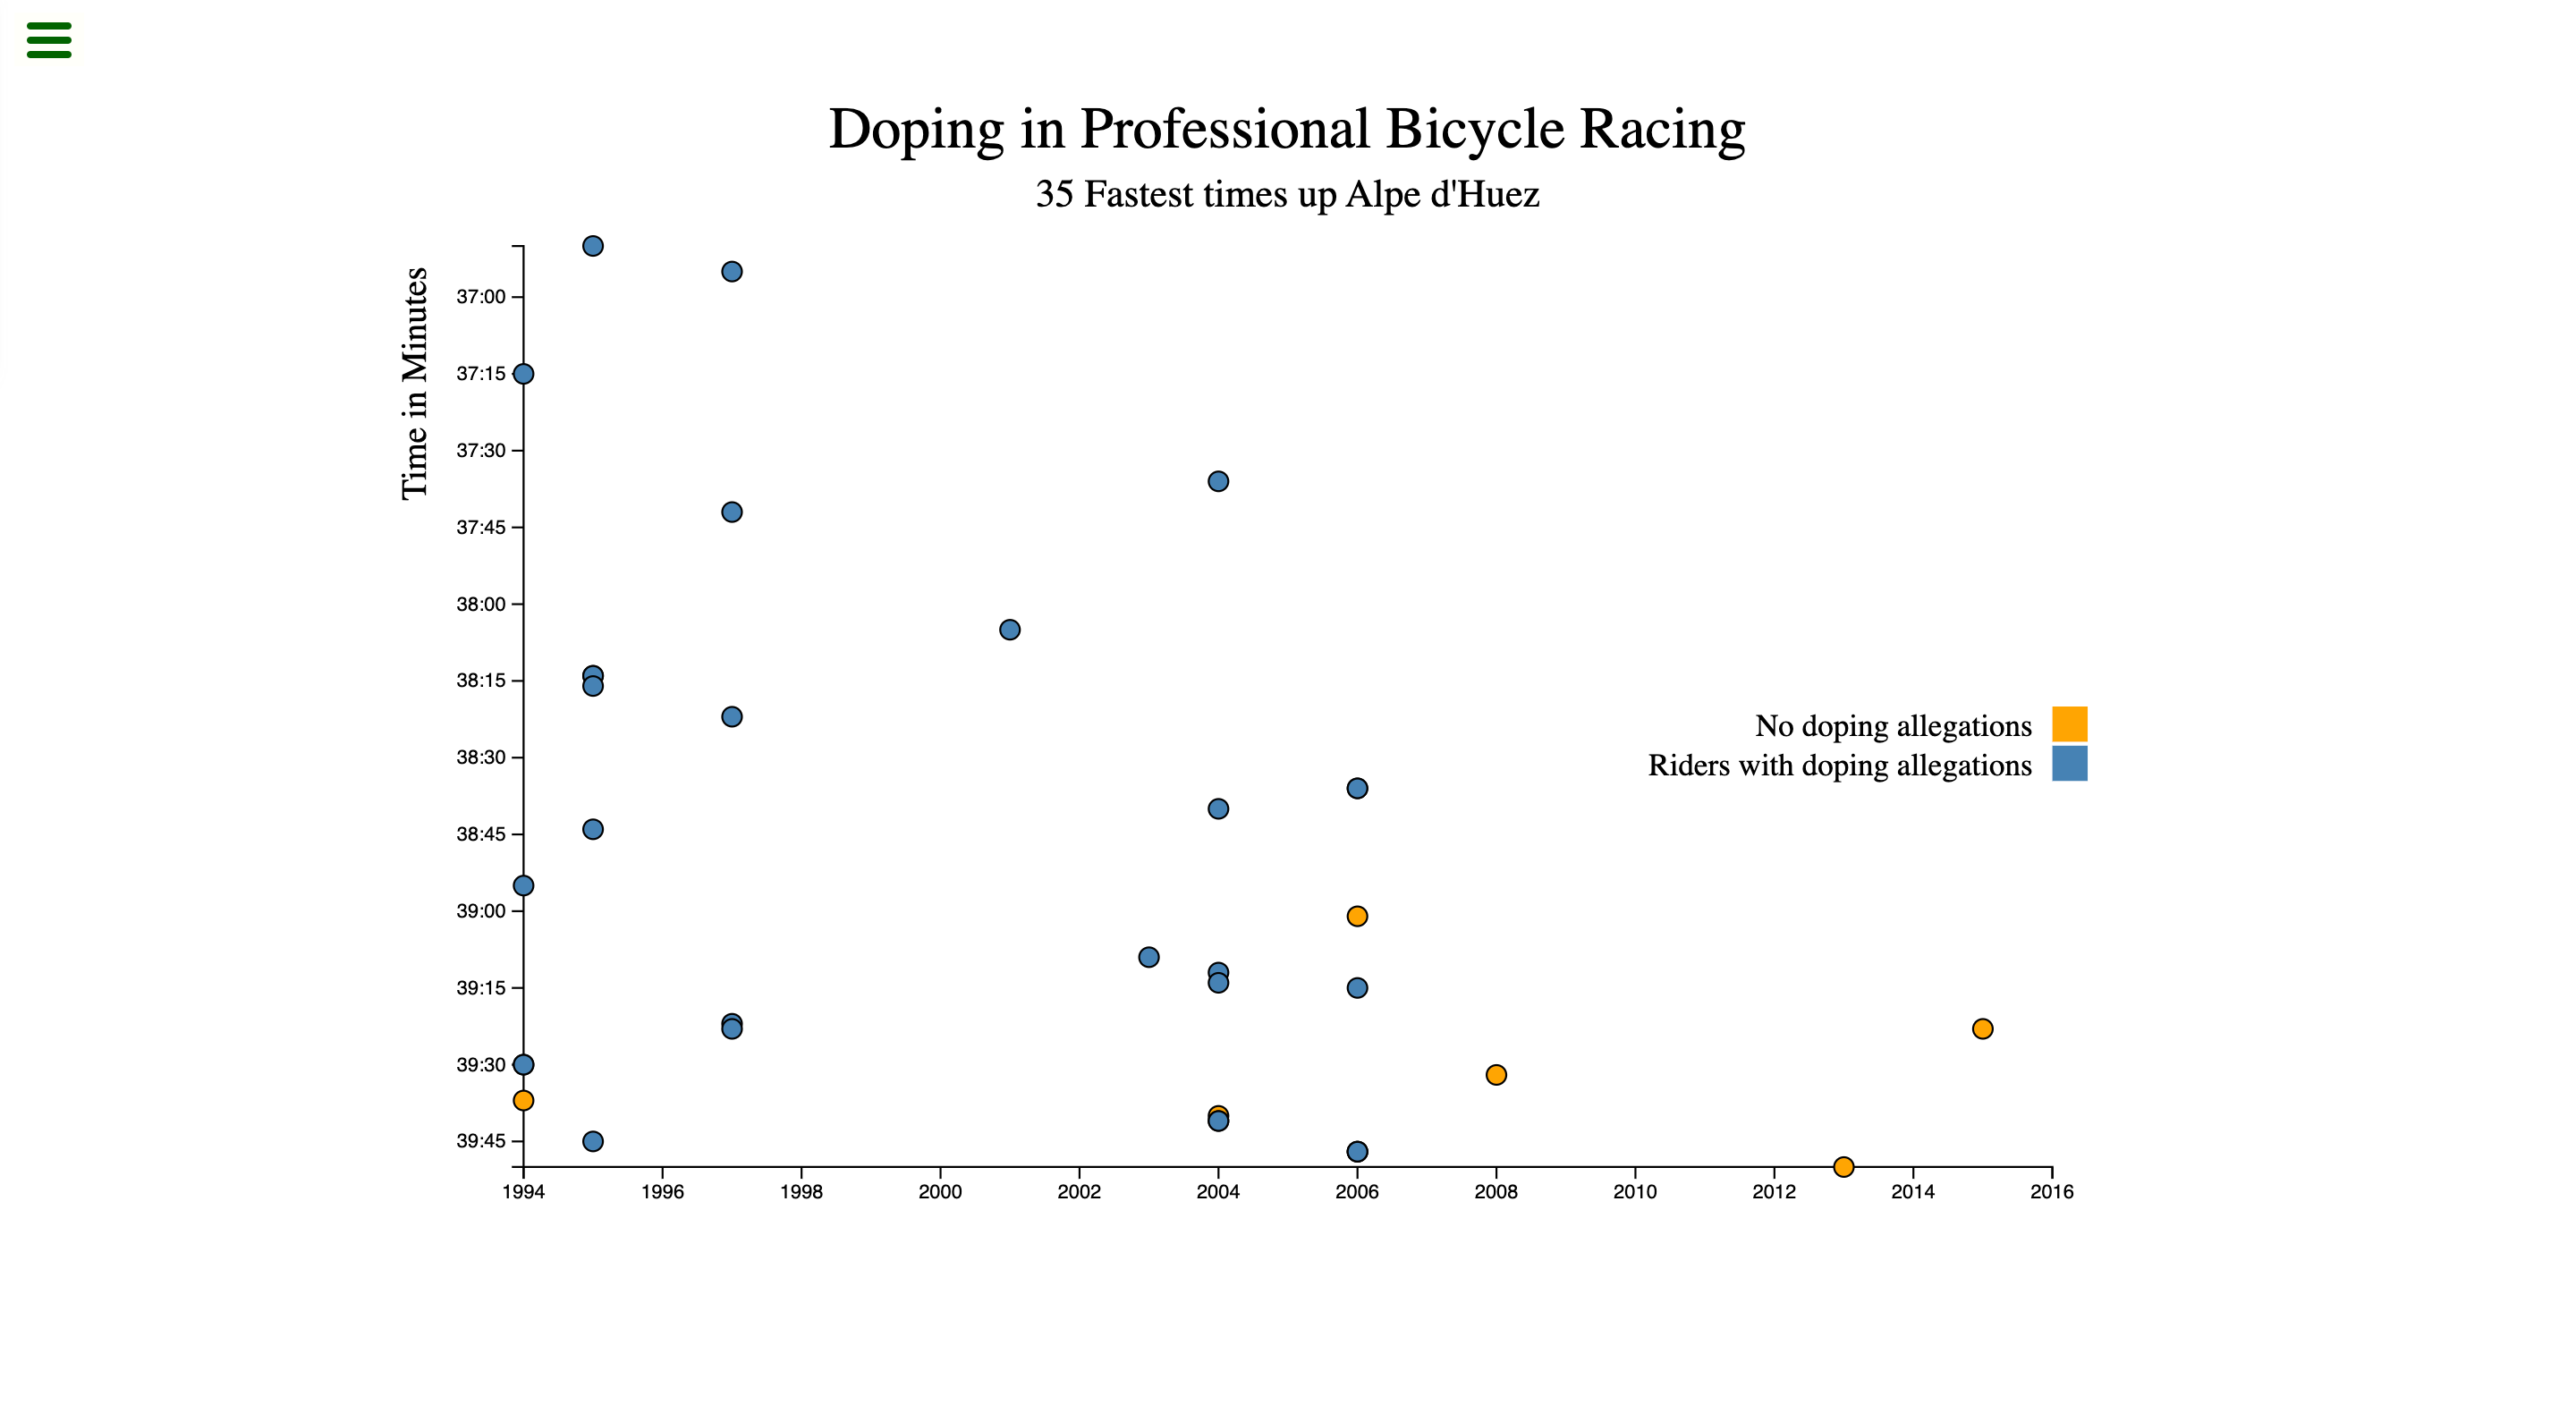 Doping in Professional Bicycle Racing
35 Fastest times up Alpe d'Huez
Time in Minutes
37:00
37:15
37:30
37:45
38:00
38:15
38:30
38:45
39:00
39:15
39:30
39:45
No doping allegations
Riders with doping allegations
1994 1996 1998 2000 2002 2004 2006 2008 2010 2012 2014 2016